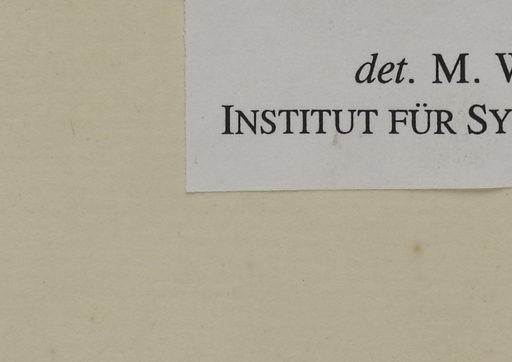 det. M. W
INSTITUT FÜR SY